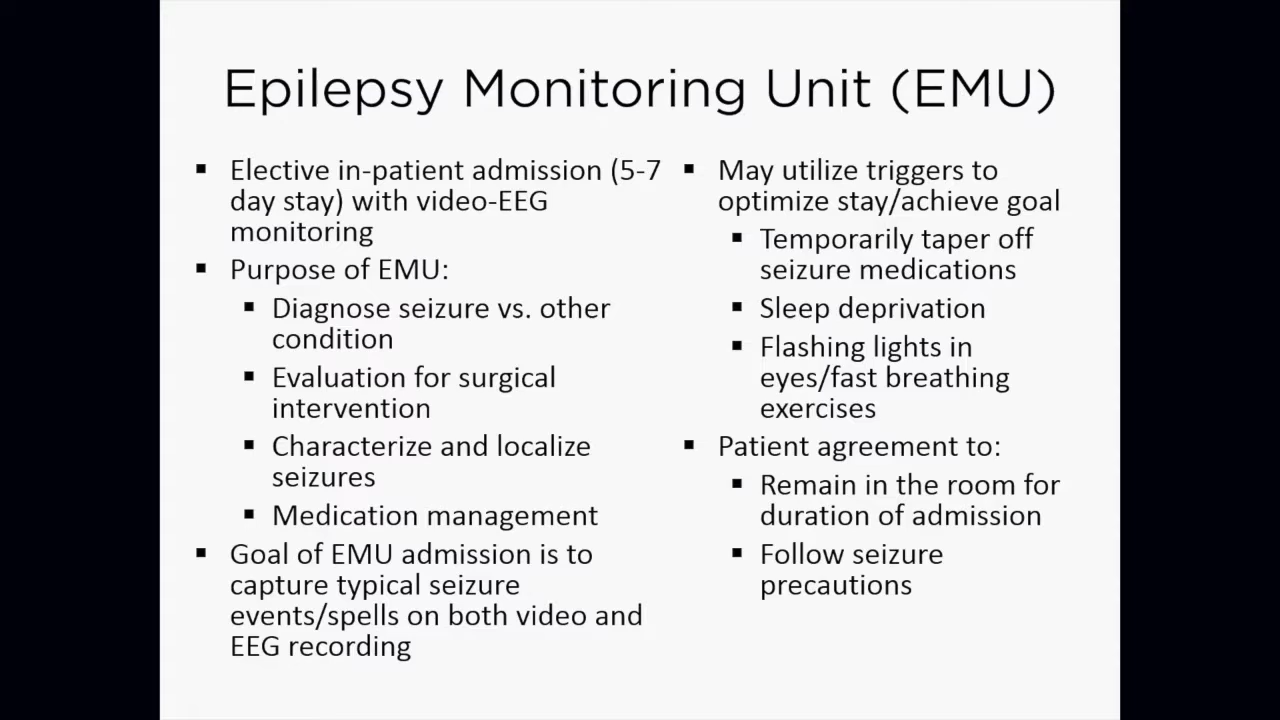 Epilepsy Monitoring Unit (EMU)
▪ Elective in-patient admission (5-7
day stay) with video-EEG
monitoring
▪ Purpose of EMU:
▪ Diagnose seizure vs. other
condition
▪ Evaluation for surgical
intervention
▪ Characterize and localize
seizures
▪ Medication management
▪ Goal of EMU admission is to
capture typical seizure
events/spells on both video and
EEG recording
▪ May utilize triggers to
optimize stay/achieve goal
▪ Temporarily taper off
seizure medications
▪ Sleep deprivation
▪ Flashing lights in
eyes/fast breathing
exercises
▪ Patient agreement to:
▪ Remain in the room for
duration of admission
▪ Follow seizure
precautions